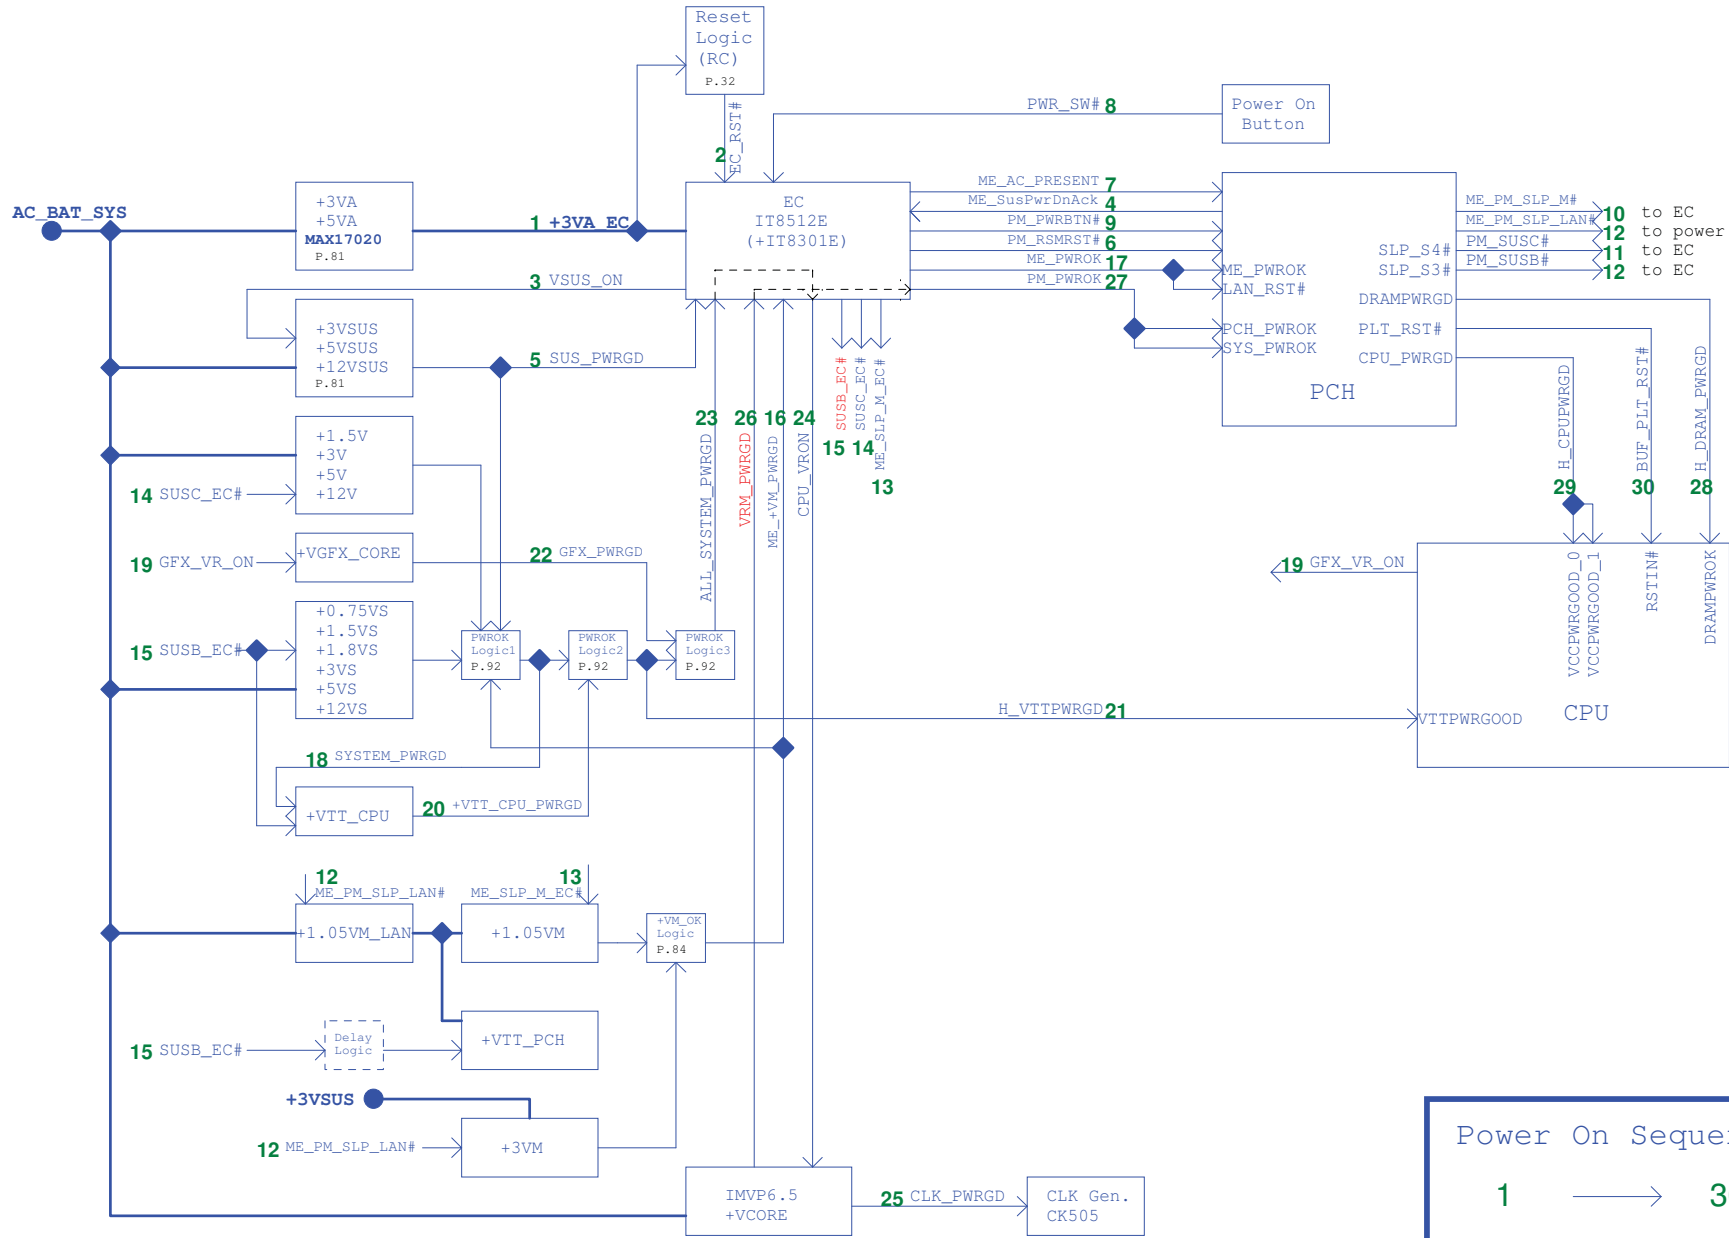 Reset
Logic
(RC)
P.32
EC_RST#
2
PWR_SW# 8
Power On
Button
AC_BAT_SYS
+3VA
+5VA
MAX17020
P.81
1 +3VA_EC
EC
IT8512E
(+IT8301E)
ME_AC_PRESENT 7
ME_SusPwrDnAck 4
PM_PWRBTN# 9
PM_RSMRST# 6
ME_PWROK 17
PM_PWROK 27
ME_PWROK
LAN_RST#
PCH_PWROK
SYS_PWROK
SLP_S4#
SLP_S3#
DRAMPWRGD
PLT_RST#
CPU_PWRGD
PCH
ME_PM_SLP_M# 10 to EC
ME_PM_SLP_LAN# 12 to power
PM_SUSC# 11 to EC
PM_SUSB# 12 to EC
3 VSUS_ON
+3VSUS
+5VSUS
+12VSUS
P.81
5 SUS_PWRGD
+1.5V
+3V
+5V
+12V
14 SUSC_EC#
23 ALL_SYSTEM_PWRGD
26 VRM_PWRGD
16 ME_+VM_PWRGD
24 CPU_VRON
SUSB_EC# 15
SUSC_EC# 14
ME_SLP_M_EC# 13
H_CPUPWRGD 29
BUF_PLT_RST# 30
H_DRAM_PWRGD 28
19 GFX_VR_ON
+VGFX_CORE
22 GFX_PWRGD
19 GFX_VR_ON
VCCPWRGOOD_0
VCCPWRGOOD_1
RSTIN#
DRAMPWROK
VTTPWRGOOD
CPU
15 SUSB_EC#
+0.75VS
+1.5VS
+1.8VS
+3VS
+5VS
+12VS
PWROK
Logic1
P.92
PWROK
Logic2
P.92
PWROK
Logic3
P.92
H_VTTPWRGD 21
18 SYSTEM_PWRGD
+VTT_CPU
20 +VTT_CPU_PWRGD
12
ME_PM_SLP_LAN#
13
ME_SLP_M_EC#
+1.05VM_LAN
+1.05VM
+VM_OK
Logic
P.84
15 SUSB_EC#
Delay
Logic
+VTT_PCH
+3VSUS
12 ME_PM_SLP_LAN#
+3VM
IMVP6.5
+VCORE
25 CLK_PWRGD
CLK Gen.
CK505
Power On Sequen
1 3